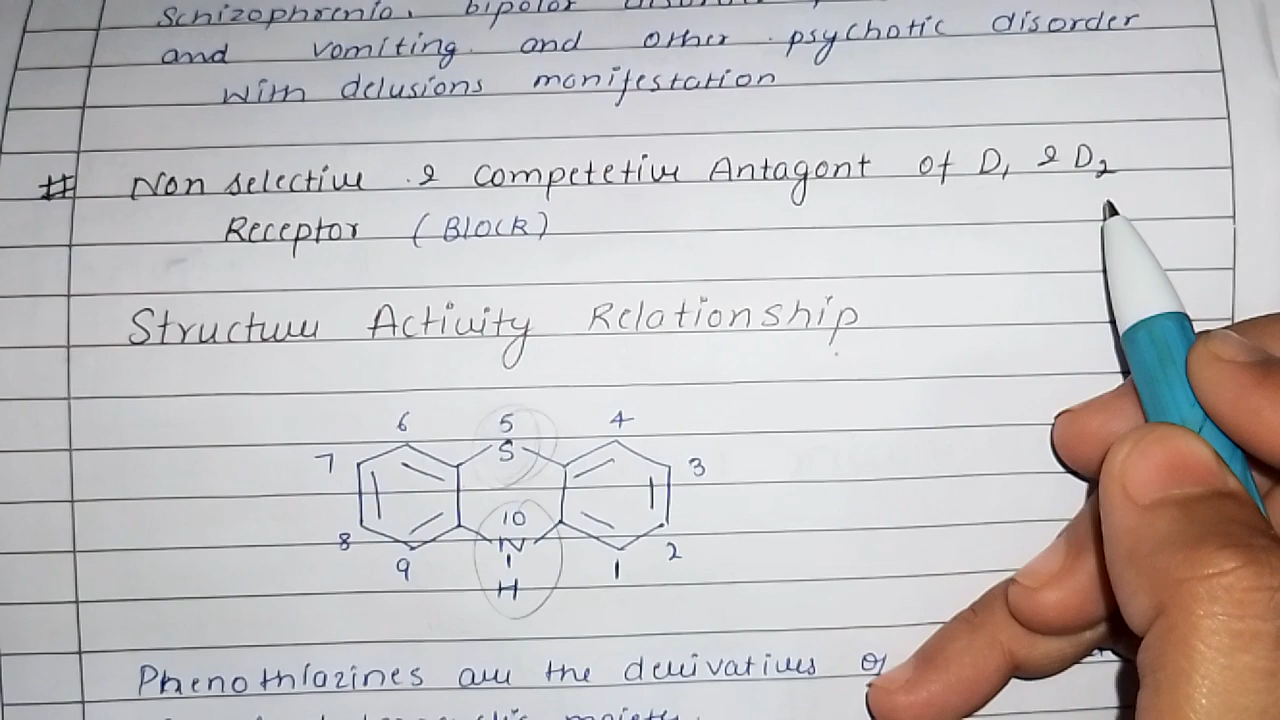 Schizophrenia, bipolar
and vomiting and other psychotic disorder
with delusions manifestation
# Non selective & competetive Antagont of D1 & D2
Receptor (Block)
Structure Activity Relationship
6 5 4
7 S 3
8 10 2
N
9 H 1
Phenothiazines are the derivatives of